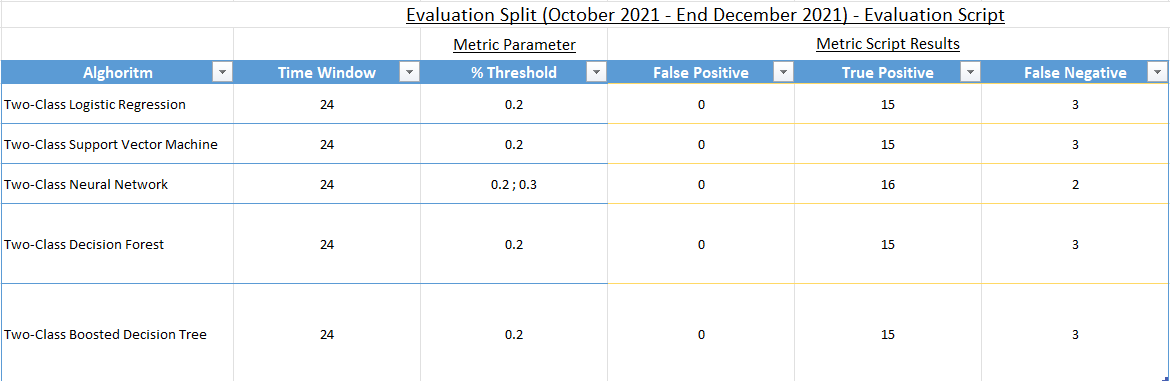 Evaluation Split (October 2021 - End December 2021) - Evaluation Script
Metric Parameter Metric Script Results
Alghoritm Time Window % Threshold False Positive True Positive False Negative
Two-Class Logistic Regression 24 0.2 0 15 3
Two-Class Support Vector Machine 24 0.2 0 15 3
Two-Class Neural Network 24 0.2 ; 0.3 0 16 2
Two-Class Decision Forest 24 0.2 0 15 3
Two-Class Boosted Decision Tree 24 0.2 0 15 3